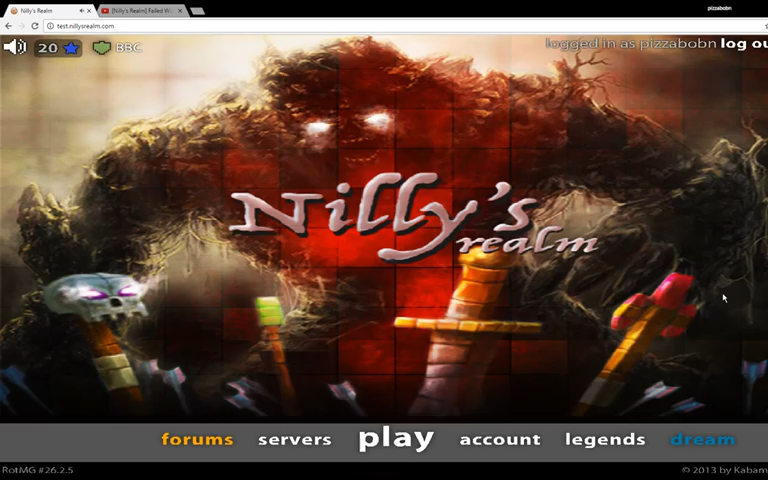 pizzabobn
Nilly's Realm
[Nilly's Realm] Failed
test.nillysrealm.com
20
BBC
logged in as pizzabobn log ou
Nilly's
realm
forums servers play account legends dream
RotMG #26.2.5
© 2013 by Kabam